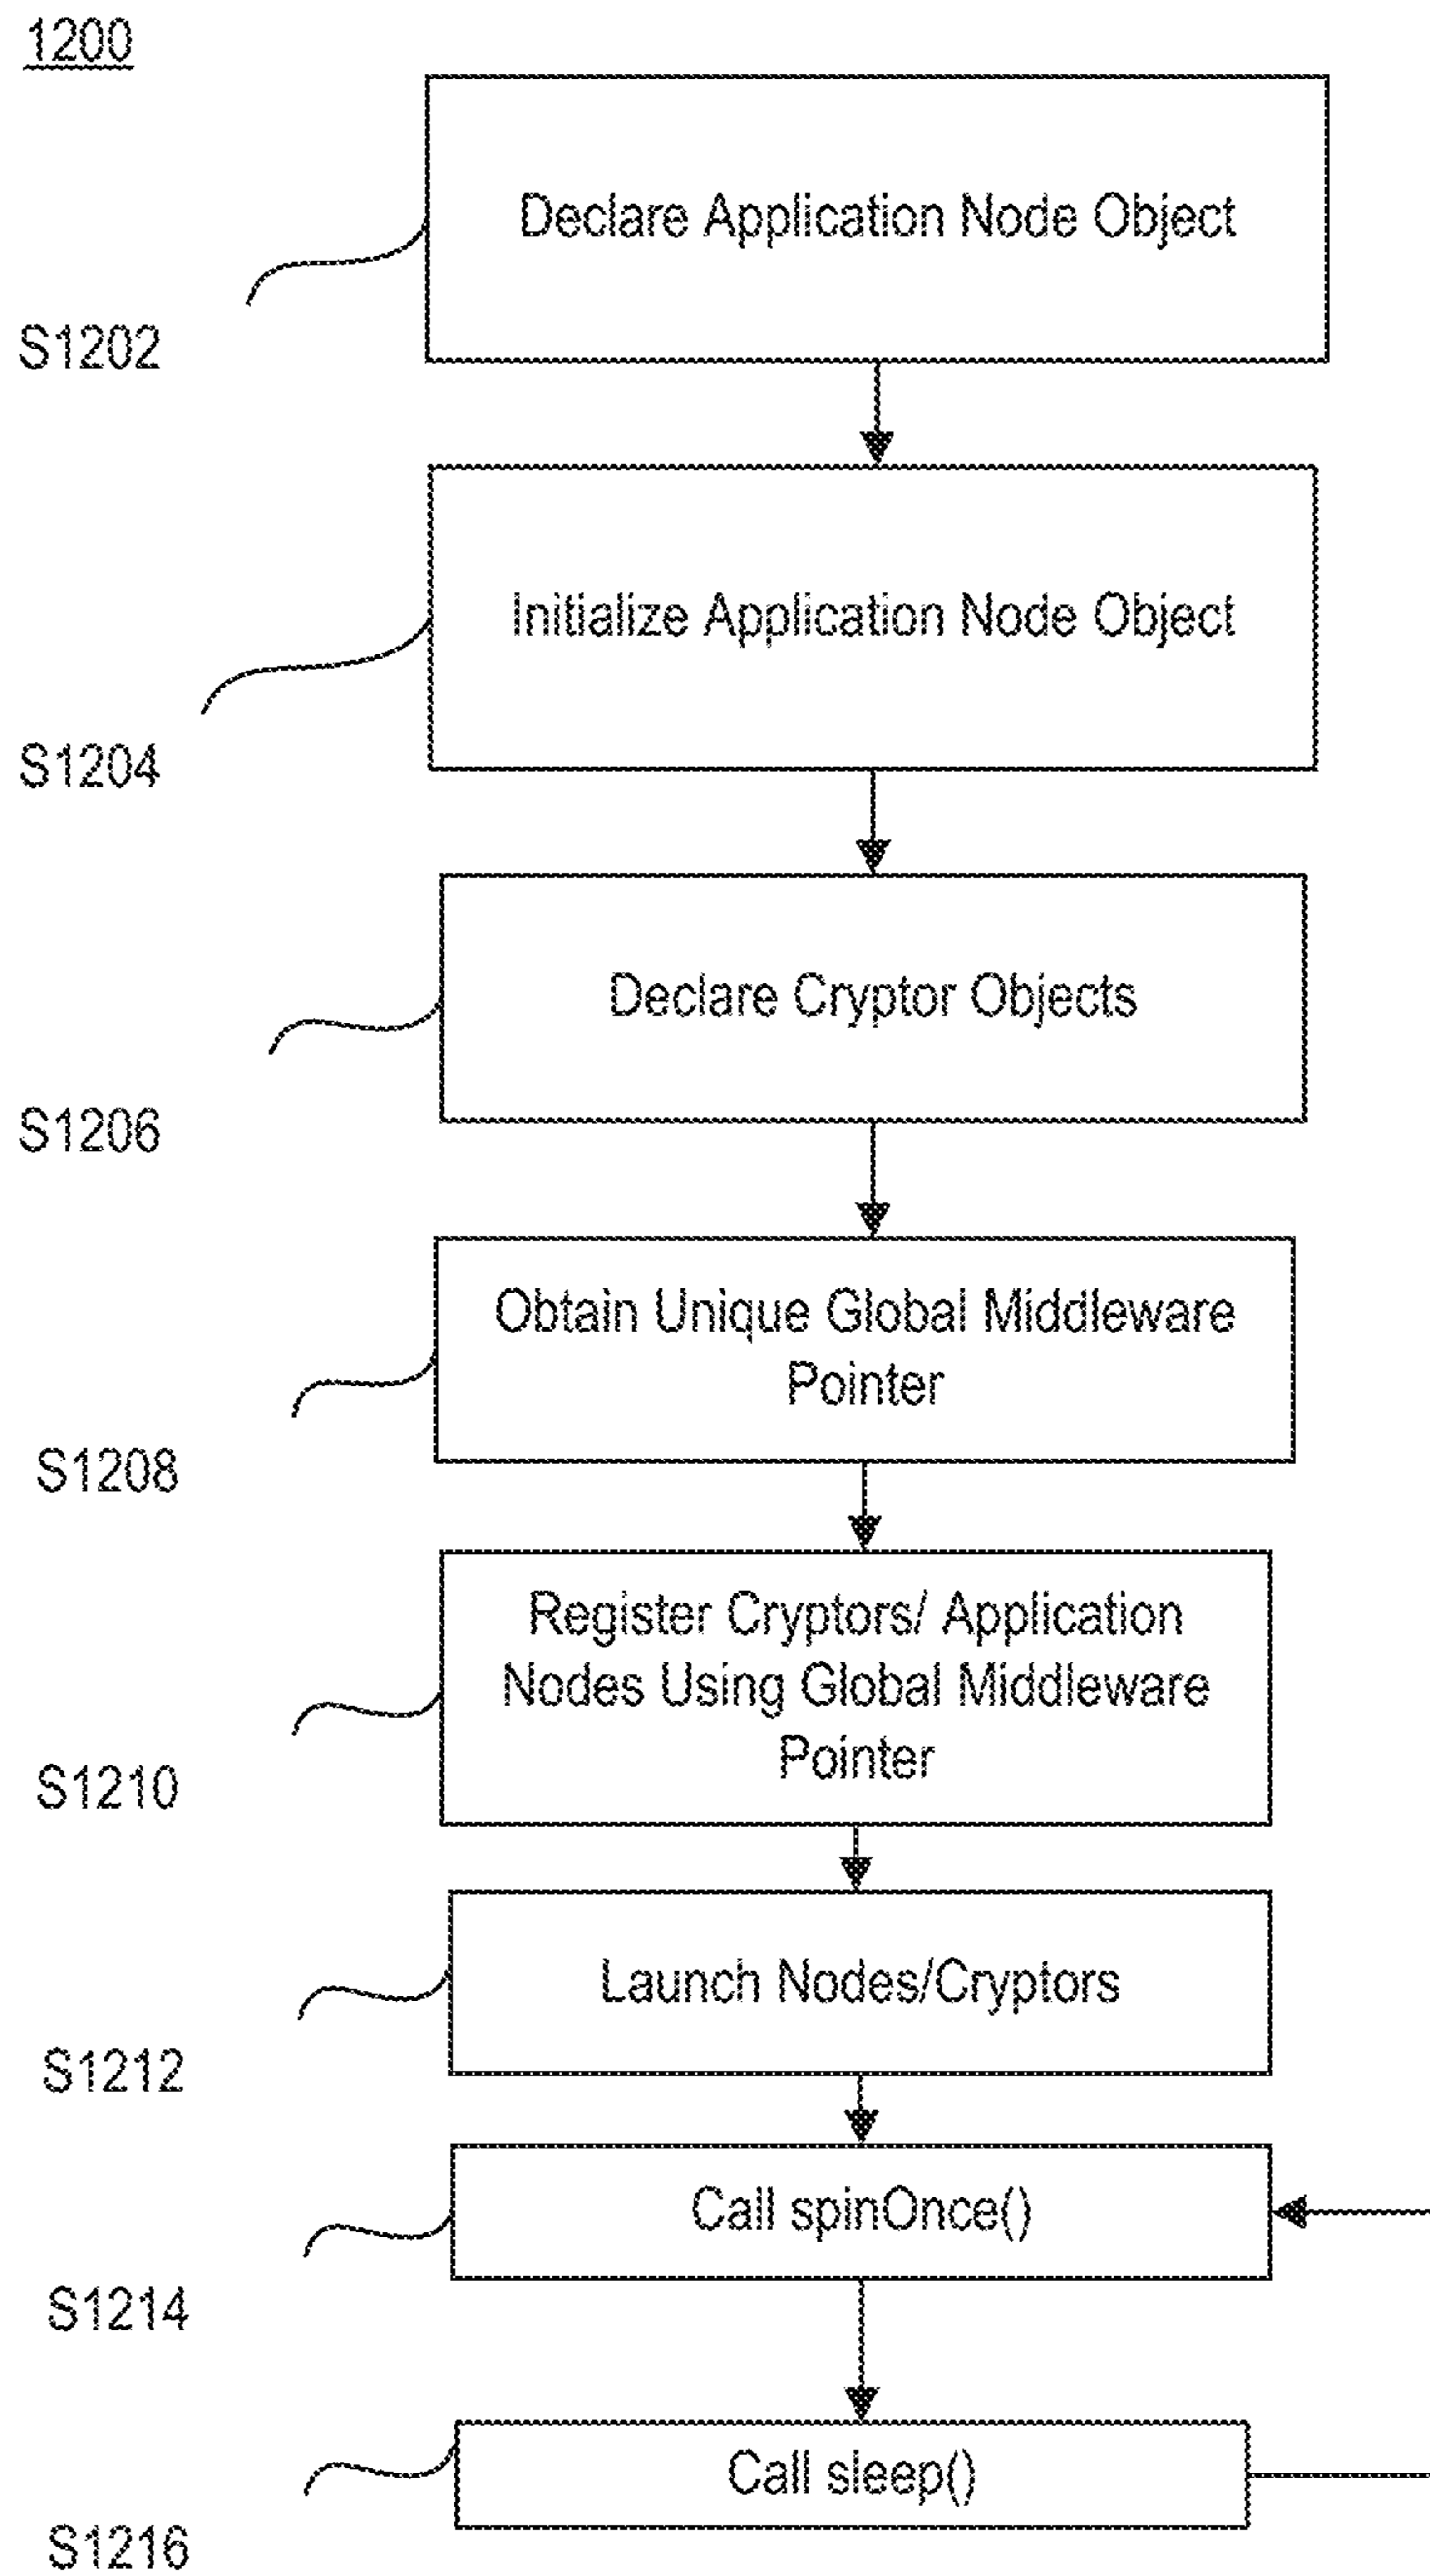 1200
Declare Application Node Object
S1202
Initialize Application Node Object
S1204
Declare Cryptor Objects
S1206
Obtain Unique Global Middleware
Pointer
S1208
Register Cryptors/ Application
Nodes Using Global Middleware
Pointer
S1210
Launch Nodes/Cryptors
S1212
Call spinOnce()
S1214
Call sleep()
S1216